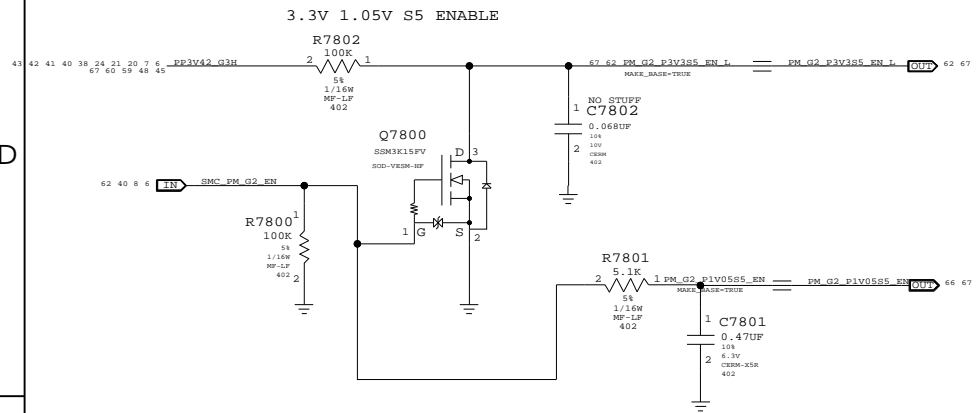 3.3V 1.05V S5 ENABLE
R7802
100K
43 42 41 40 38 24 21 20 7 6
67 60 59 48 45
PP3V42_G3H
2
1
5%
1/16W
MF-LF
402
67 62 PM_G2_P3V3S5_EN_L
MAKE_BASE=TRUE
PM_G2_P3V3S5_EN_L
OUT
62 67
NO STUFF
1
C7802
0.068UF
10%
10V
CERM
402
2
Q7800
SSM3K15FV
SOD-VESM-HF
D 3
D
1 G
S
2
62 40 8 6
IN
SMC_PM_G2_EN
R7800
1
100K
5%
1/16W
MF-LF
402
2
R7801
5.1K
2
1
5%
1/16W
MF-LF
402
PM_G2_P1V05S5_EN
MAKE_BASE=TRUE
PM_G2_P1V05S5_EN
OUT
66 67
1
C7801
0.47UF
10%
6.3V
CERM-X5R
402
2